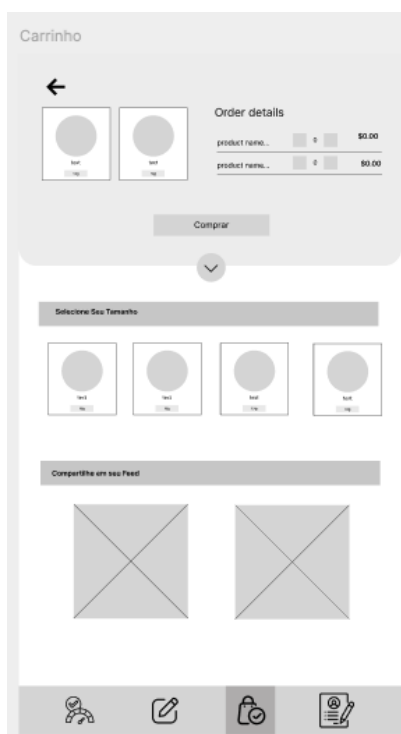 Carrinho
Order details
product name... 0 $0.00
product name... 0 $0.00
text text
Comprar
Selecione Seu Tamanho
text text text text
Compartilhe em seu Feed